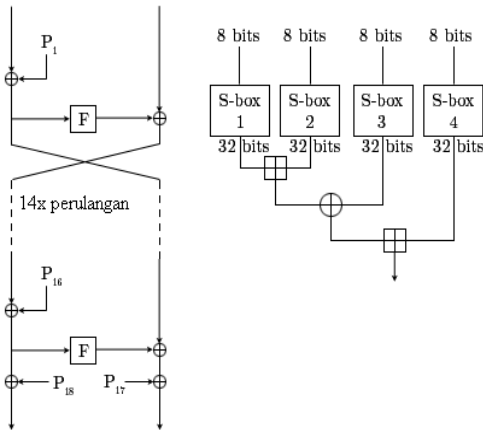 P1
F
14x perulangan
P16
F
P18
P17
8 bits 8 bits 8 bits 8 bits
S-box 1
S-box 2
S-box 3
S-box 4
32 bits 32 bits 32 bits 32 bits